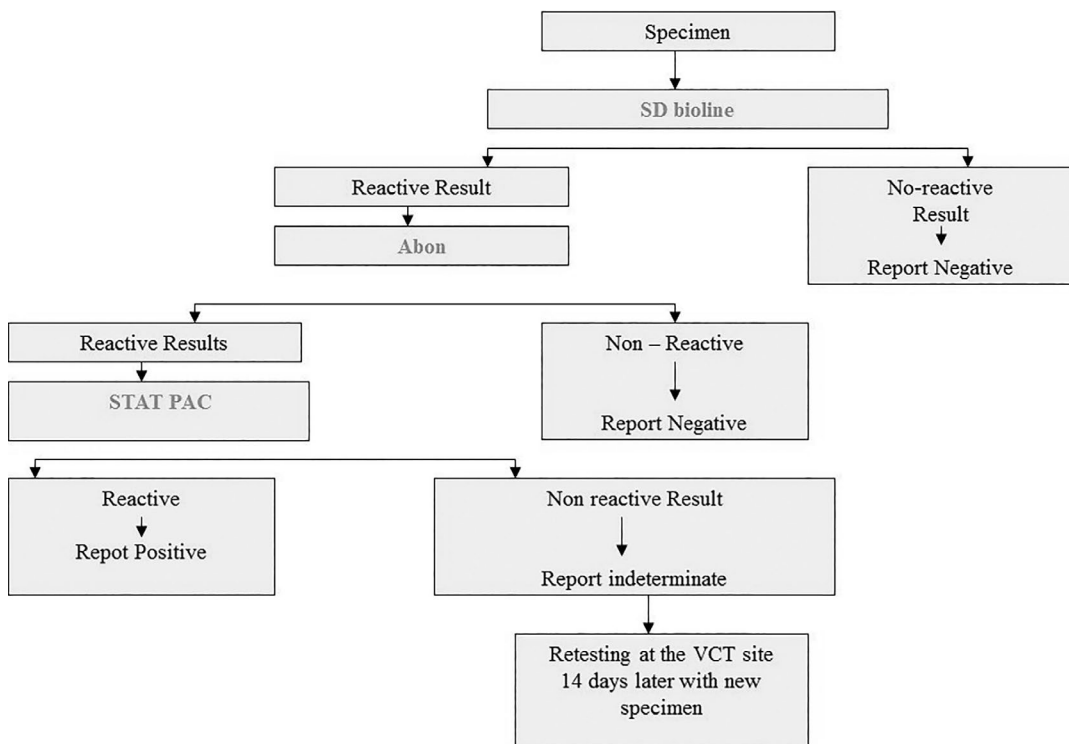 Specimen
SD bioline
Reactive Result
No-reactive
Result
Report Negative
Abon
Reactive Results
Non – Reactive
Report Negative
STAT PAC
Reactive
Repot Positive
Non reactive Result
Report indeterminate
Retesting at the VCT site
14 days later with new
specimen